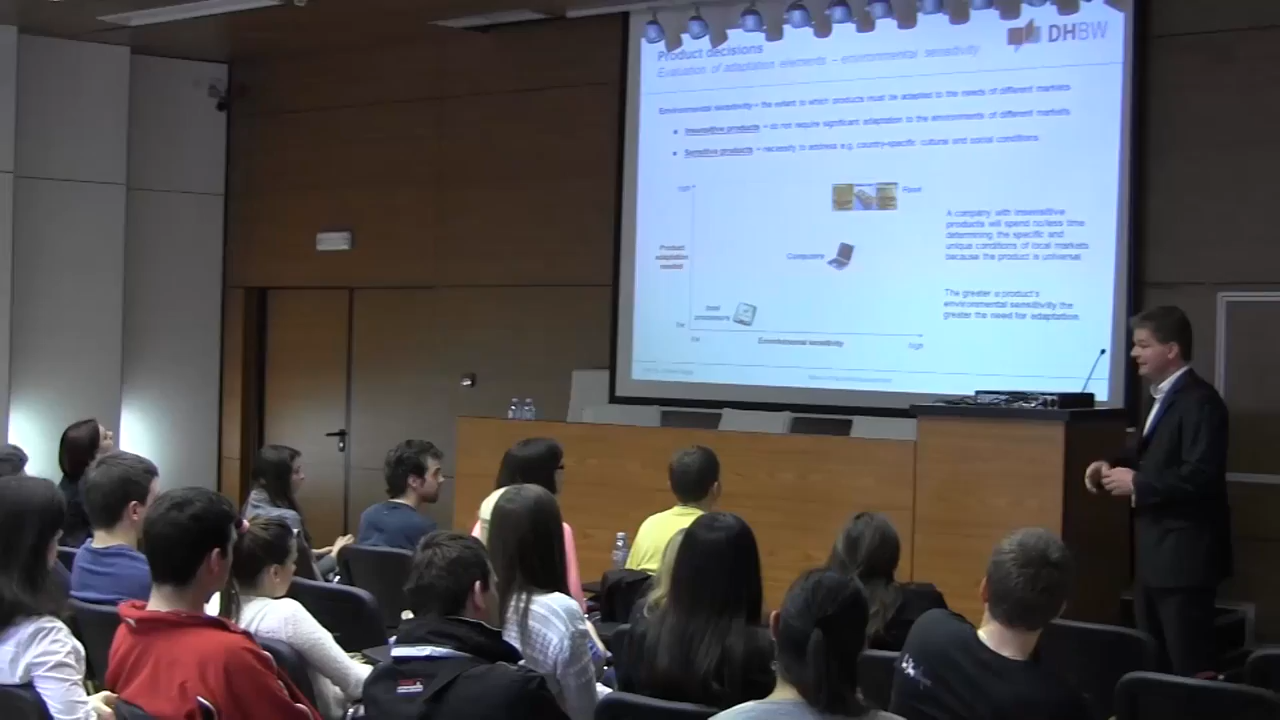 DHBW
Product decisions
Evaluation of adaptation elements – environmental sensitivity
Environmental sensitivity = the extent to which products must be adapted to the needs of different markets
Insensitive products = do not require significant adaptation to the environments of different markets
Sensitive products = necessity to address e.g. country-specific cultural and social conditions
high
Food
Product
adaptation
needed
Computers
A company with insensitive
products will spend no/less time
determining the specific and
unique conditions of local markets
because the product is universal
Intel
processors
The greater a product's
environmental sensitivity the
greater the need for adaptation
low
low
Environmental sensitivity
high